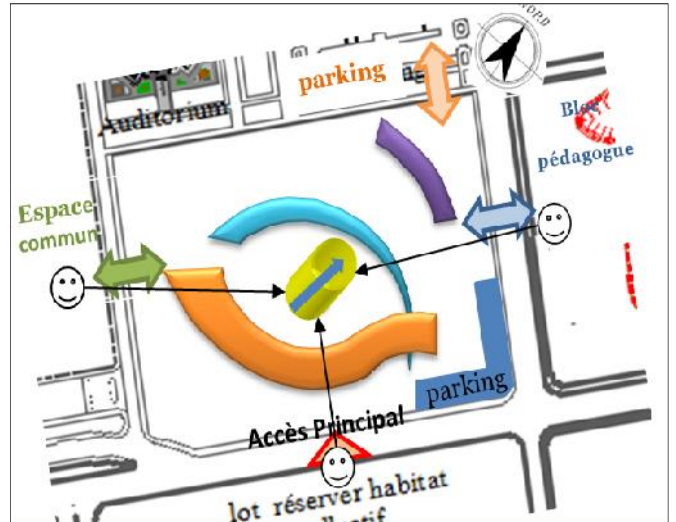 parking
Auditorium
Bloc
pédagogue
Espace
commun
parking
Accès Principal
lot réserver habitat